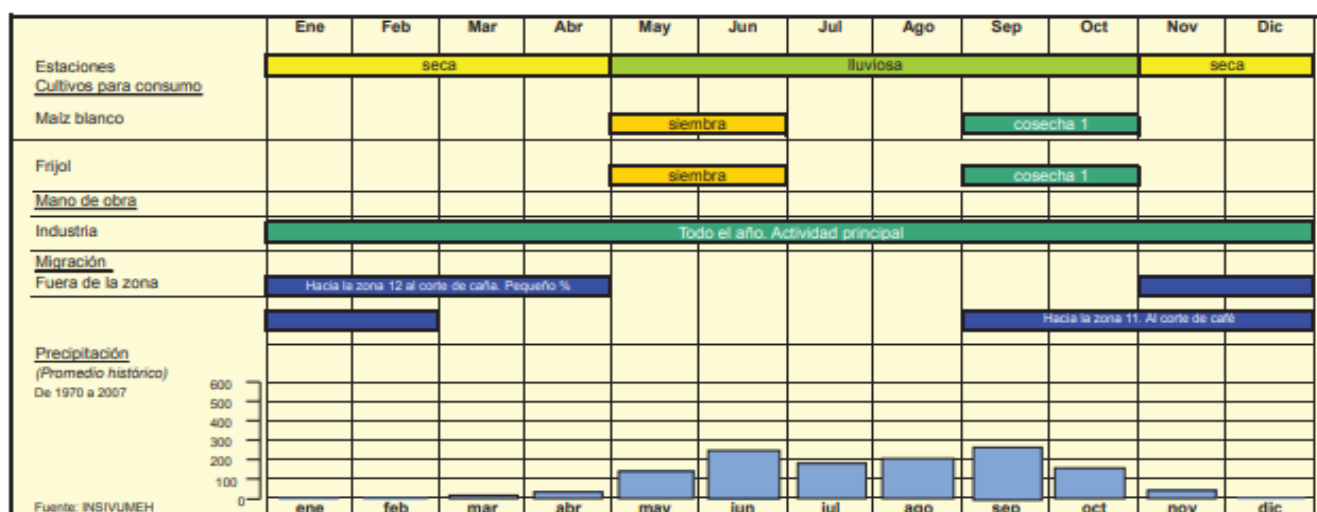 Ene Feb Mar Abr May Jun Jul Ago Sep Oct Nov Dic
Estaciones seca lluviosa seca
Cultivos para consumo
Maíz blanco siembra cosecha 1
Frijol siembra cosecha 1
Mano de obra
Industria Todo el año. Actividad principal
Migración
Fuera de la zona Hacia la zona 12 al corte de caña. Pequeño %
Hacia la zona 11. Al corte de café
Precipitación
(Promedio histórico)
De 1970 a 2007
600
500
400
300
200
100
0
Fuente: INSIVUMEH ene feb mar abr may jun jul ago sep oct nov dic